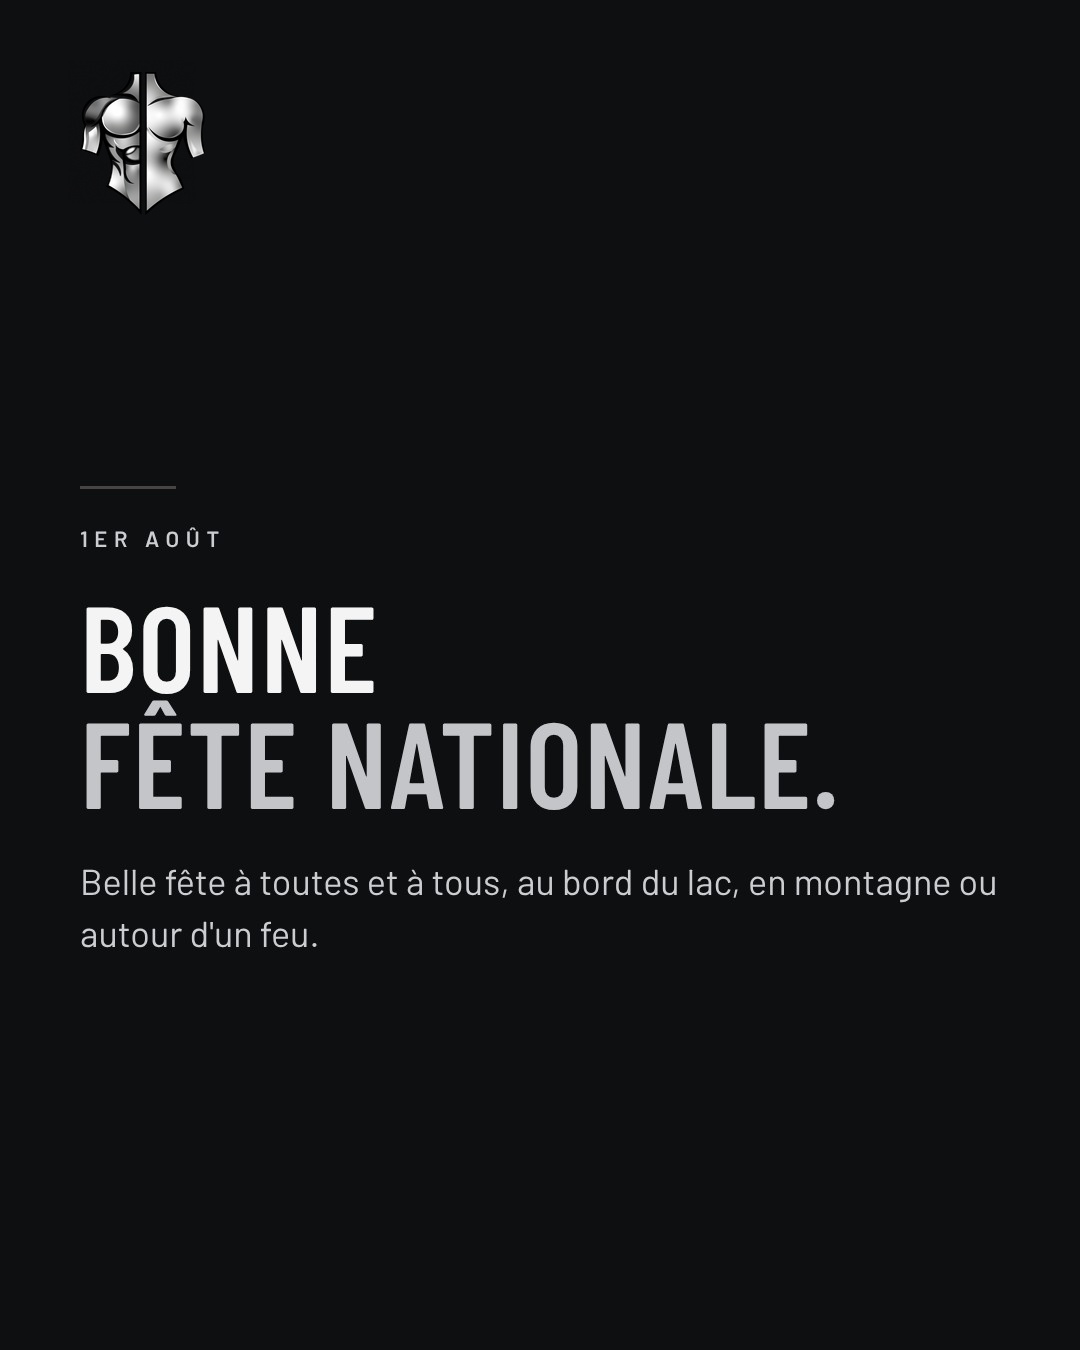 1ER AOÛT
BONNE
FÊTE NATIONALE.
Belle fête à toutes et à tous, au bord du lac, en montagne ou
autour d'un feu.